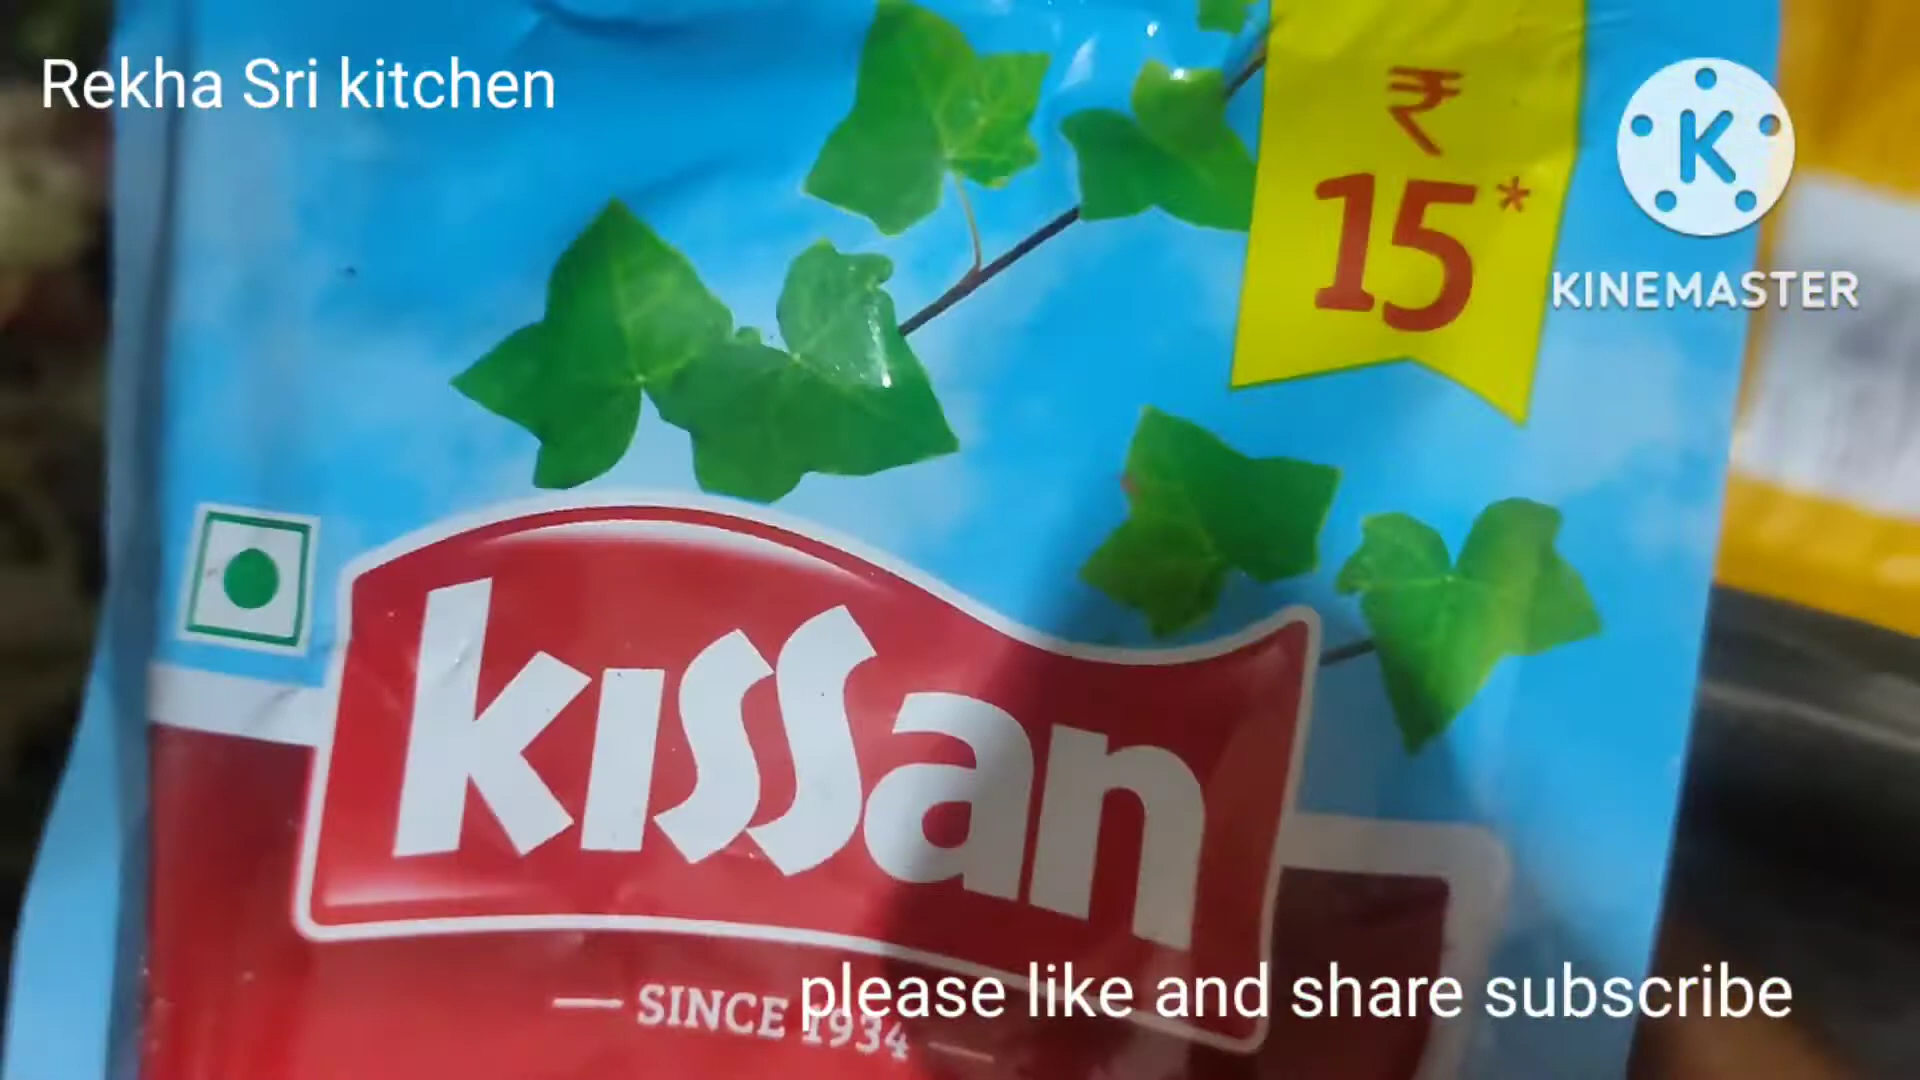 Rekha Sri kitchen
₹
15*
K
KINEMASTER
kissan
SINCE 1934
please like and share subscribe